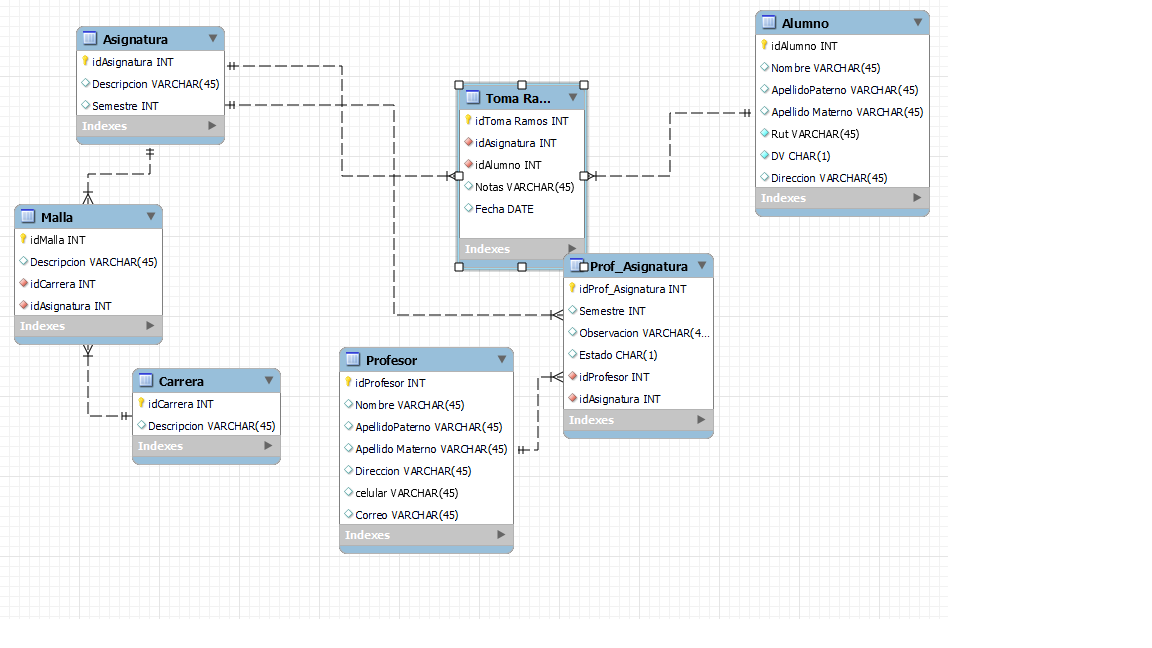 Asignatura
idAsignatura INT
Descripcion VARCHAR(45)
Semestre INT
Indexes
Malla
idMalla INT
Descripcion VARCHAR(45)
idCarrera INT
idAsignatura INT
Indexes
Carrera
idCarrera INT
Descripcion VARCHAR(45)
Indexes
Toma Ra...
idToma Ramos INT
idAsignatura INT
idAlumno INT
Notas VARCHAR(45)
Fecha DATE
Indexes
Alumno
idAlumno INT
Nombre VARCHAR(45)
ApellidoPaterno VARCHAR(45)
Apellido Materno VARCHAR(45)
Rut VARCHAR(45)
DV CHAR(1)
Direccion VARCHAR(45)
Indexes
Prof_Asignatura
idProf_Asignatura INT
Semestre INT
Observacion VARCHAR(4...
Estado CHAR(1)
idProfesor INT
idAsignatura INT
Indexes
Profesor
idProfesor INT
Nombre VARCHAR(45)
ApellidoPaterno VARCHAR(45)
Apellido Materno VARCHAR(45)
Direccion VARCHAR(45)
celular VARCHAR(45)
Correo VARCHAR(45)
Indexes